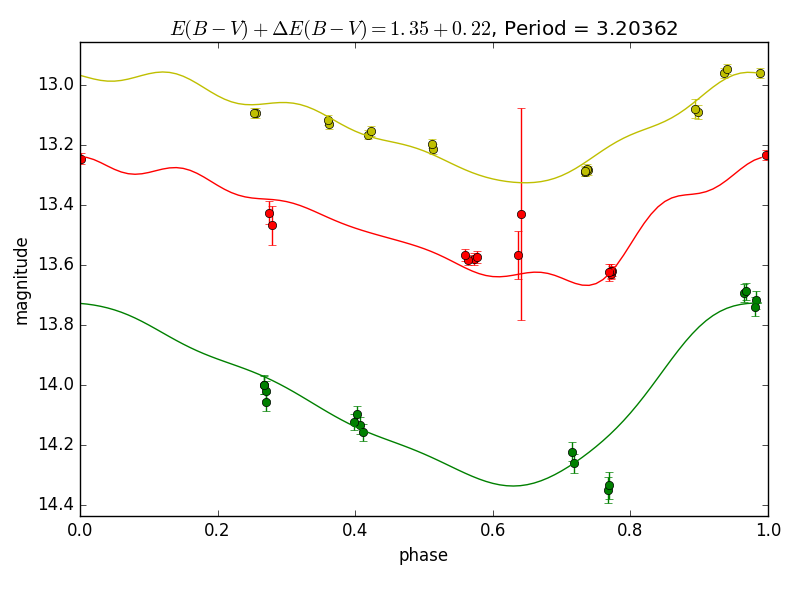 E(B − V) + ΔE(B − V) = 1.35 + 0.22, Period = 3.20362
13.0
13.2
13.4
13.6
13.8
14.0
14.2
14.4
magnitude
0.0 0.2 0.4 0.6 0.8 1.0
phase